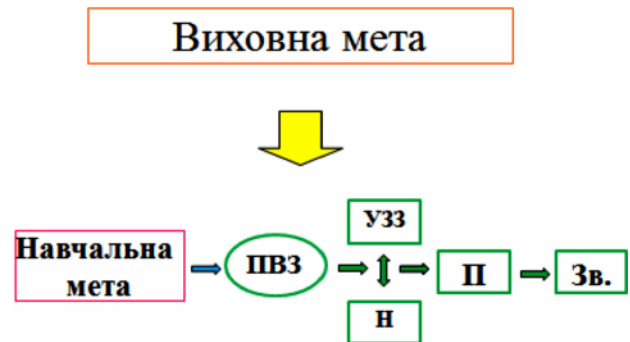 Виховна мета
Навчальна
мета
ПВЗ
УЗЗ
Н
П
Зв.